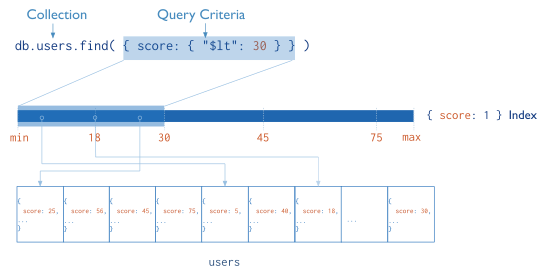 Collection Query Criteria
db.users.find( { score: { "$lt": 30 } } )
{ score: 1 } Index
min 18 30 45 75 max
{ { { { { { { {
score: 25, score: 56, score: 45, score: 75, score: 5, score: 40, score: 18, score: 30,
... ... ... ... ... ... ... ... ...
} } } } } } } }
users